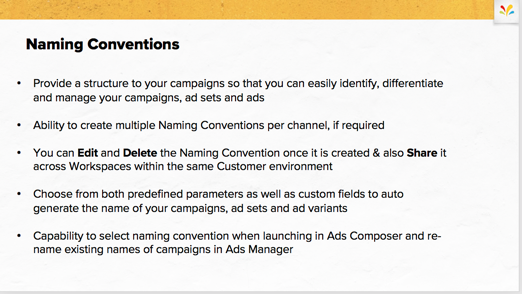 Naming Conventions
• Provide a structure to your campaigns so that you can easily identify, differentiate
and manage your campaigns, ad sets and ads
• Ability to create multiple Naming Conventions per channel, if required
• You can Edit and Delete the Naming Convention once it is created & also Share it
across Workspaces within the same Customer environment
• Choose from both predefined parameters as well as custom fields to auto
generate the name of your campaigns, ad sets and ad variants
• Capability to select naming convention when launching in Ads Composer and re-
name existing names of campaigns in Ads Manager